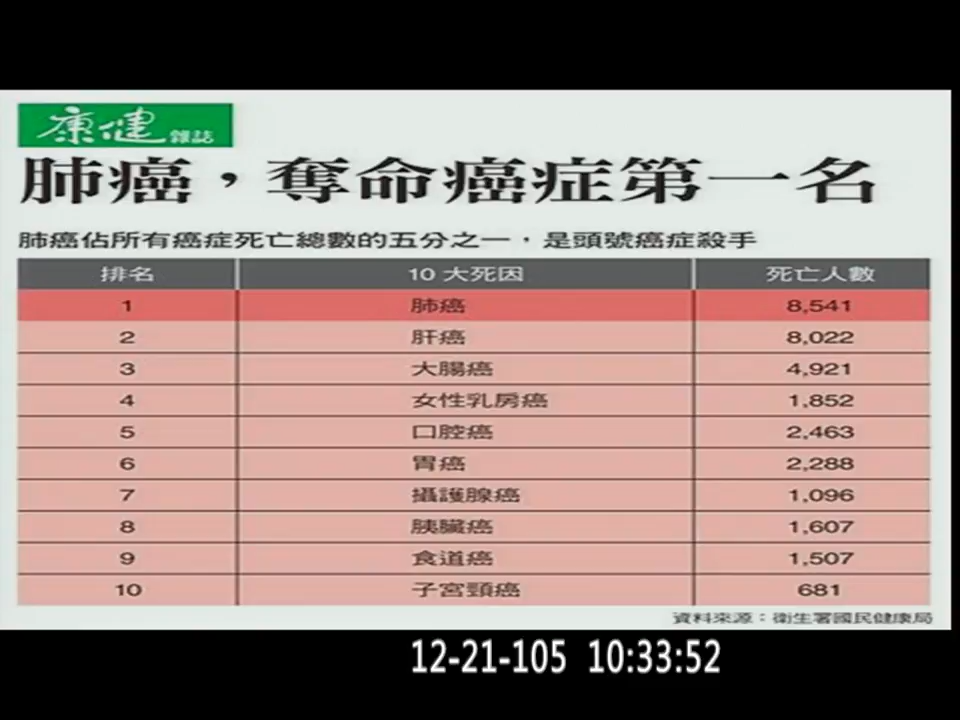 康健雜誌
肺癌，奪命癌症第一名
肺癌佔所有癌症死亡總數的五分之一，是頭號癌症殺手
排名 10大死因 死亡人數
1 肺癌 8,541
2 肝癌 8,022
3 大腸癌 4,921
4 女性乳房癌 1,852
5 口腔癌 2,463
6 胃癌 2,288
7 攝護腺癌 1,096
8 胰臟癌 1,607
9 食道癌 1,507
10 子宮頸癌 681
資料來源：衛生署國民健康局
12-21-105 10:33:52